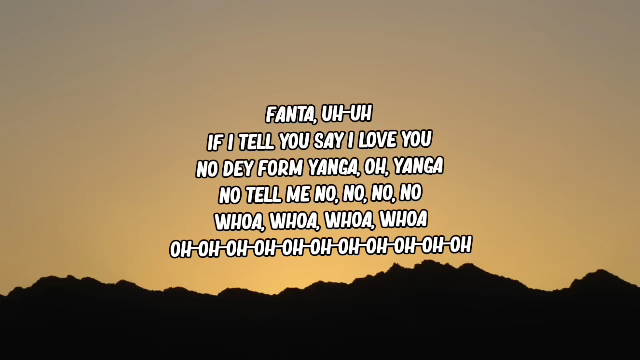 FANTA, UH-UH
IF I TELL YOU SAY I LOVE YOU
NO DEY FORM YANGA, OH, YANGA
NO TELL ME NO, NO, NO, NO
WHOA, WHOA, WHOA, WHOA
OH-OH-OH-OH-OH-OH-OH-OH-OH-OH-OH